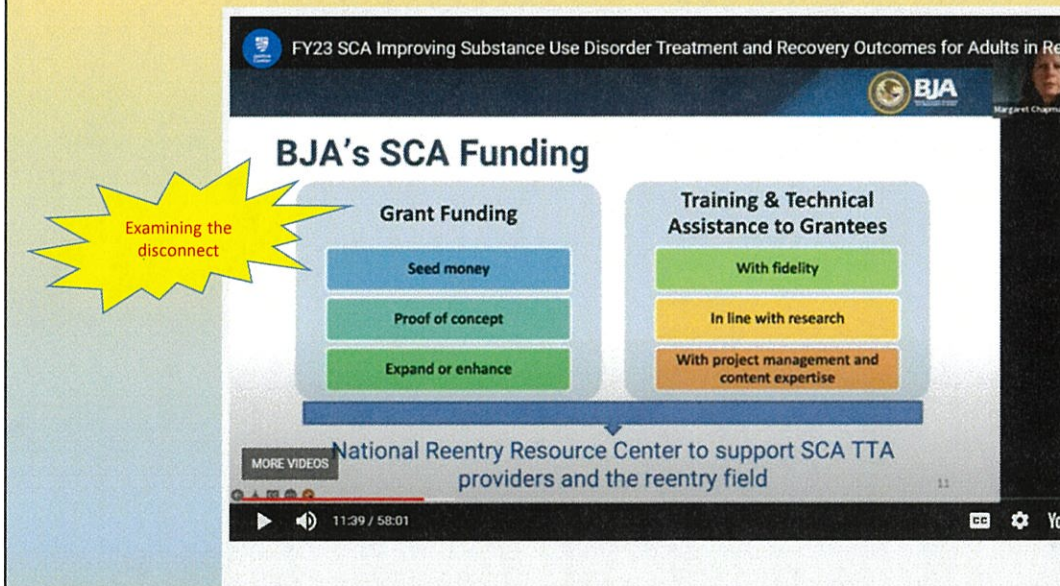 FY23 SCA Improving Substance Use Disorder Treatment and Recovery Outcomes for Adults in Re
BJA
Margaret Chapm
BJA's SCA Funding
Examining the
disconnect
Grant Funding
Seed money
Proof of concept
Expand or enhance
Training & Technical
Assistance to Grantees
With fidelity
In line with research
With project management and
content expertise
National Reentry Resource Center to support SCA TTA
providers and the reentry field
MORE VIDEOS
11
11:39 / 58:01
CC
Yo